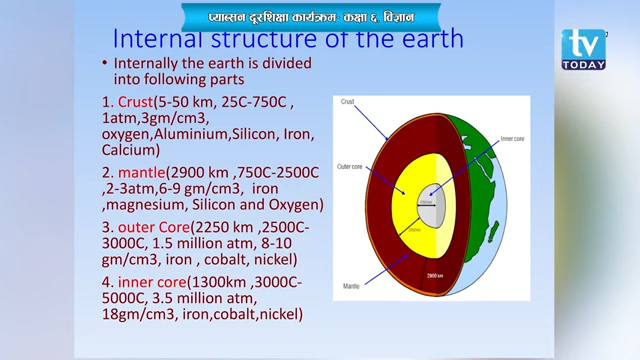 प्याब्सन दूरशिक्षा कार्यक्रम कक्षा ६ विज्ञान
tv
TODAY
Internal structure of the earth
• Internally the earth is divided
into following parts
1. Crust(5-50 km, 25C-750C ,
1atm,3gm/cm3,
oxygen,Aluminium,Silicon, Iron,
Calcium)
2. mantle(2900 km ,750C-2500C
,2-3atm,6-9 gm/cm3, iron
,magnesium, Silicon and Oxygen)
3. outer Core(2250 km ,2500C-
3000C, 1.5 million atm, 8-10
gm/cm3, iron , cobalt, nickel)
4. inner core(1300km ,3000C-
5000C, 3.5 million atm,
18gm/cm3, iron,cobalt,nickel)
Crust
Inner core
Outer core
2900 km
Mantle